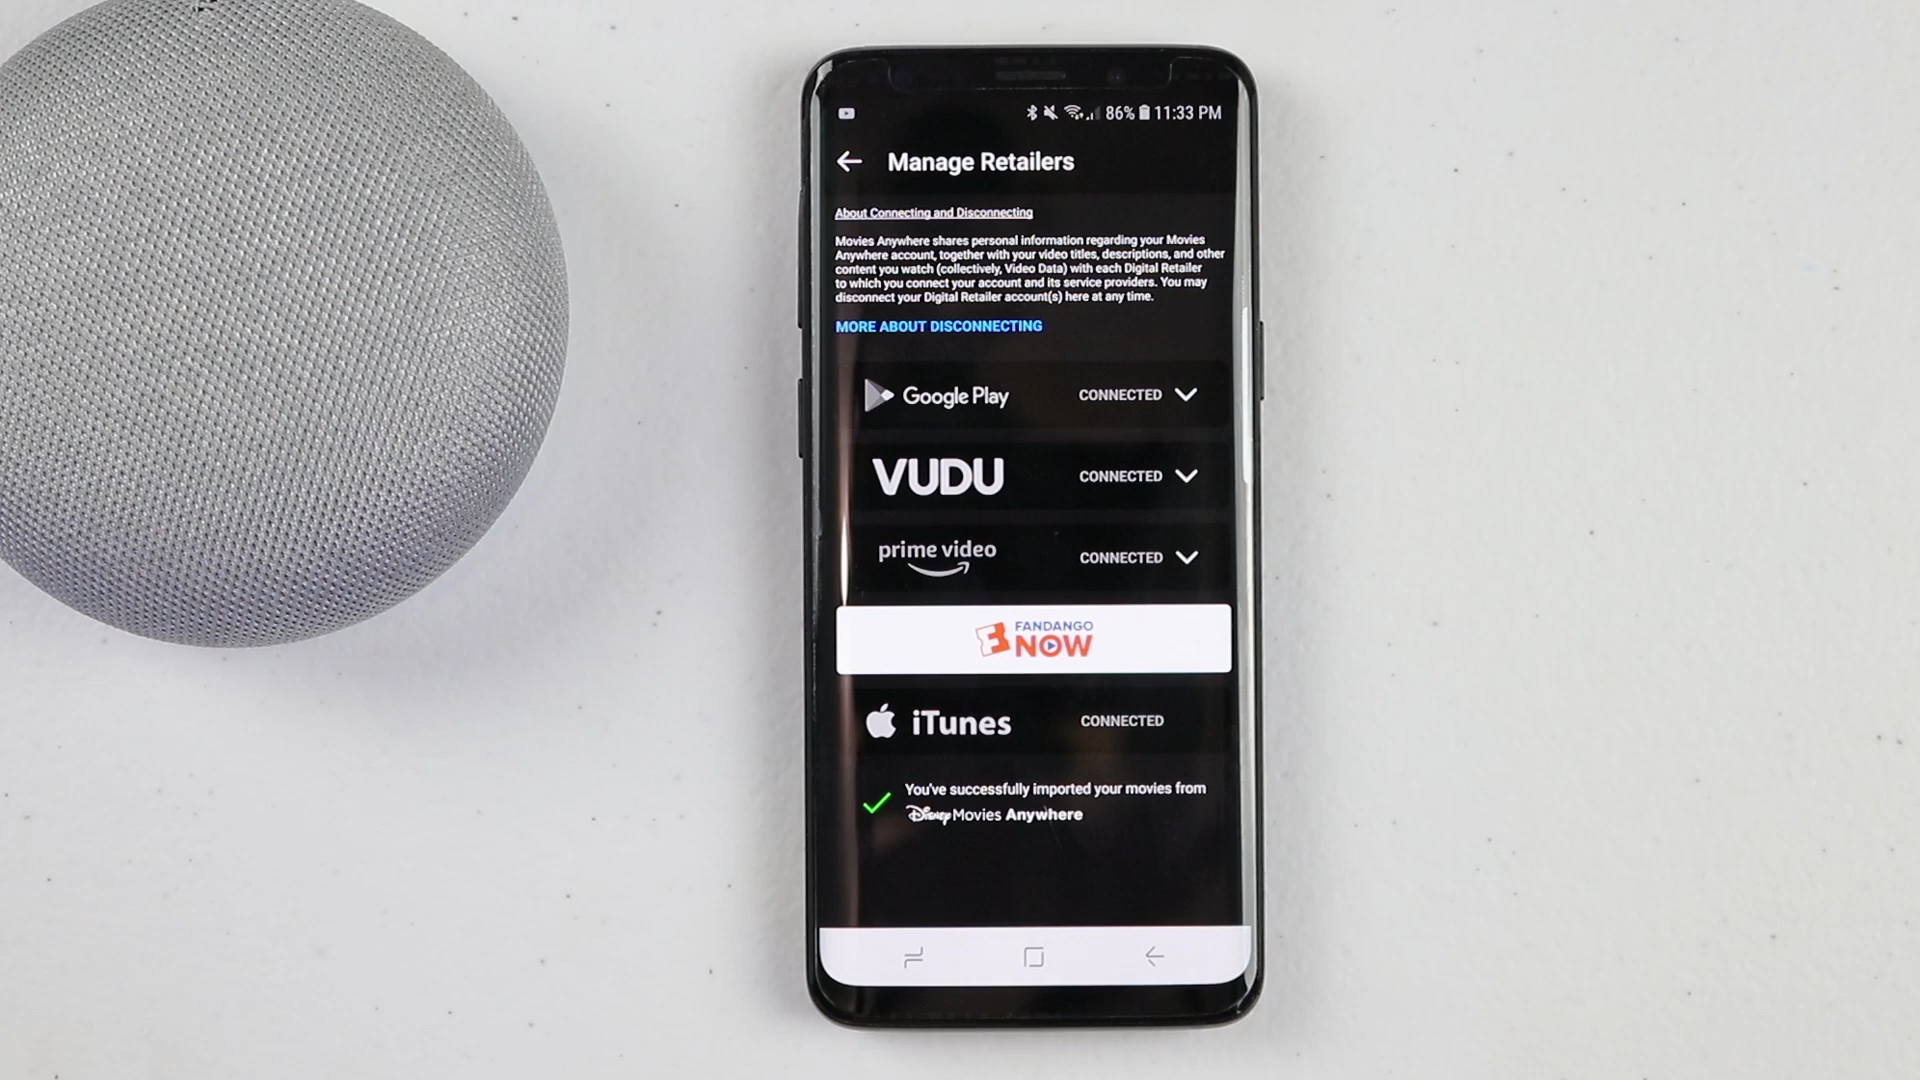 86% 11:33 PM
Manage Retailers
About Connecting and Disconnecting
Movies Anywhere shares personal information regarding your Movies
Anywhere account, together with your video titles, descriptions, and other
content you watch (collectively, Video Data) with each Digital Retailer
to which you connect your account and its service providers. You may
disconnect your Digital Retailer account(s) here at any time.
MORE ABOUT DISCONNECTING
Google Play CONNECTED
VUDU CONNECTED
prime video CONNECTED
FANDANGO
NOW
iTunes CONNECTED
You've successfully imported your movies from
Disney Movies Anywhere